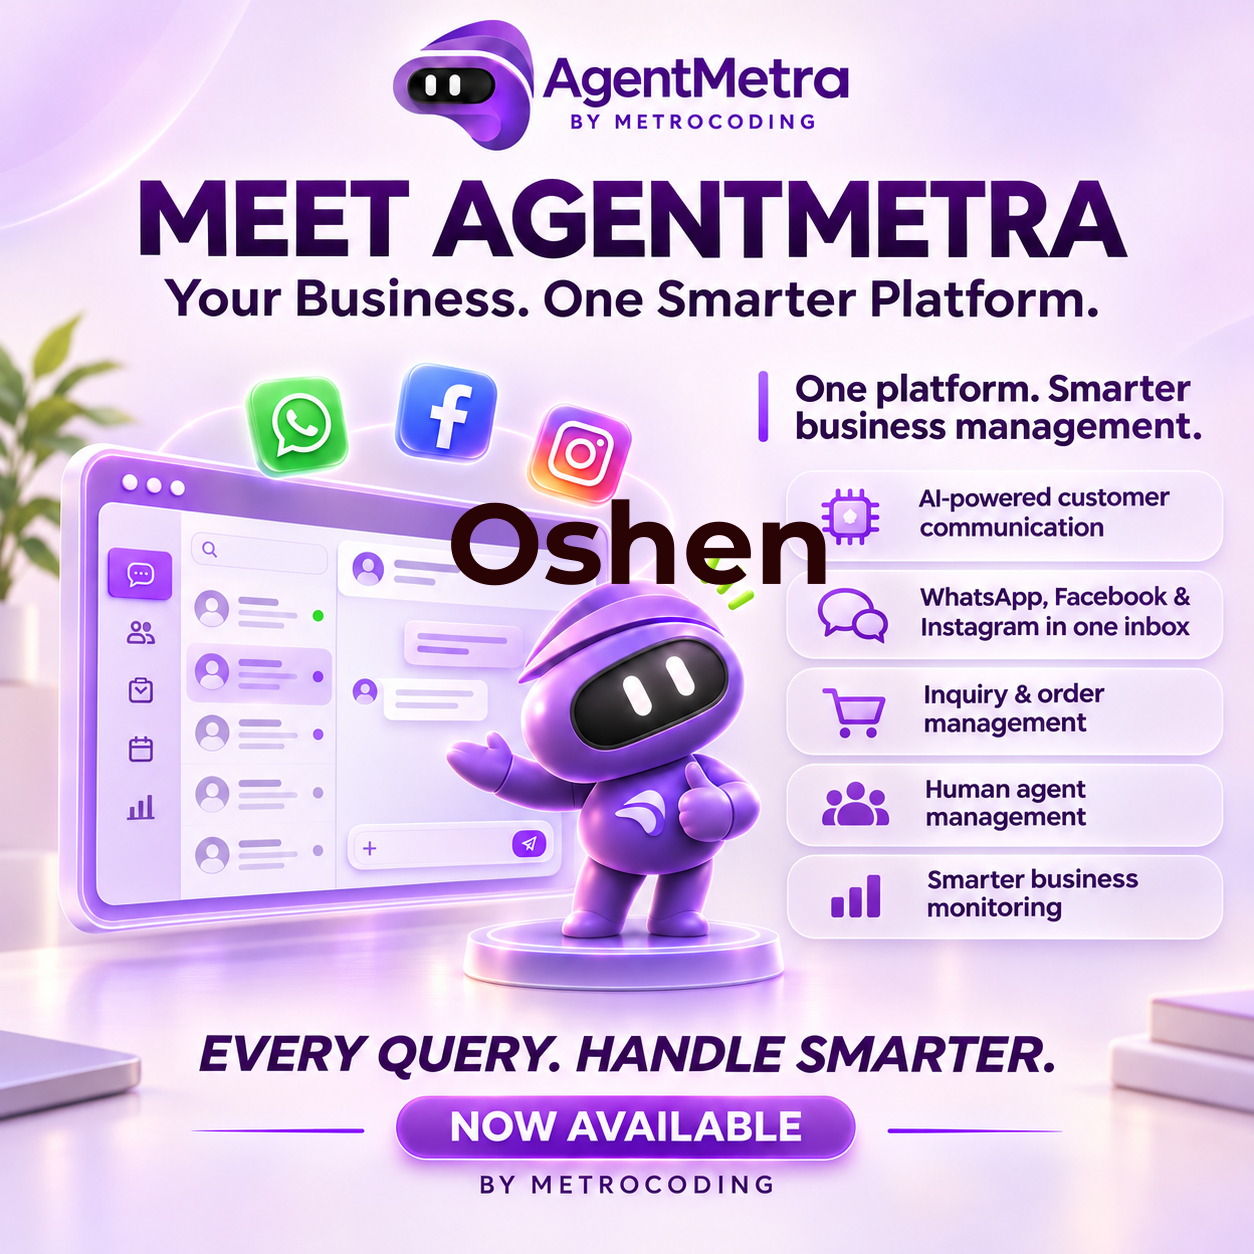 AgentMetra
BY METROCODING
MEET AGENTMETRA
Your Business. One Smarter Platform.
One platform. Smarter
business management.
Oshen
AI-powered customer
communication
WhatsApp, Facebook &
Instagram in one inbox
Inquiry & order
management
Human agent
management
Smarter business
monitoring
EVERY QUERY. HANDLE SMARTER.
NOW AVAILABLE
BY METROCODING